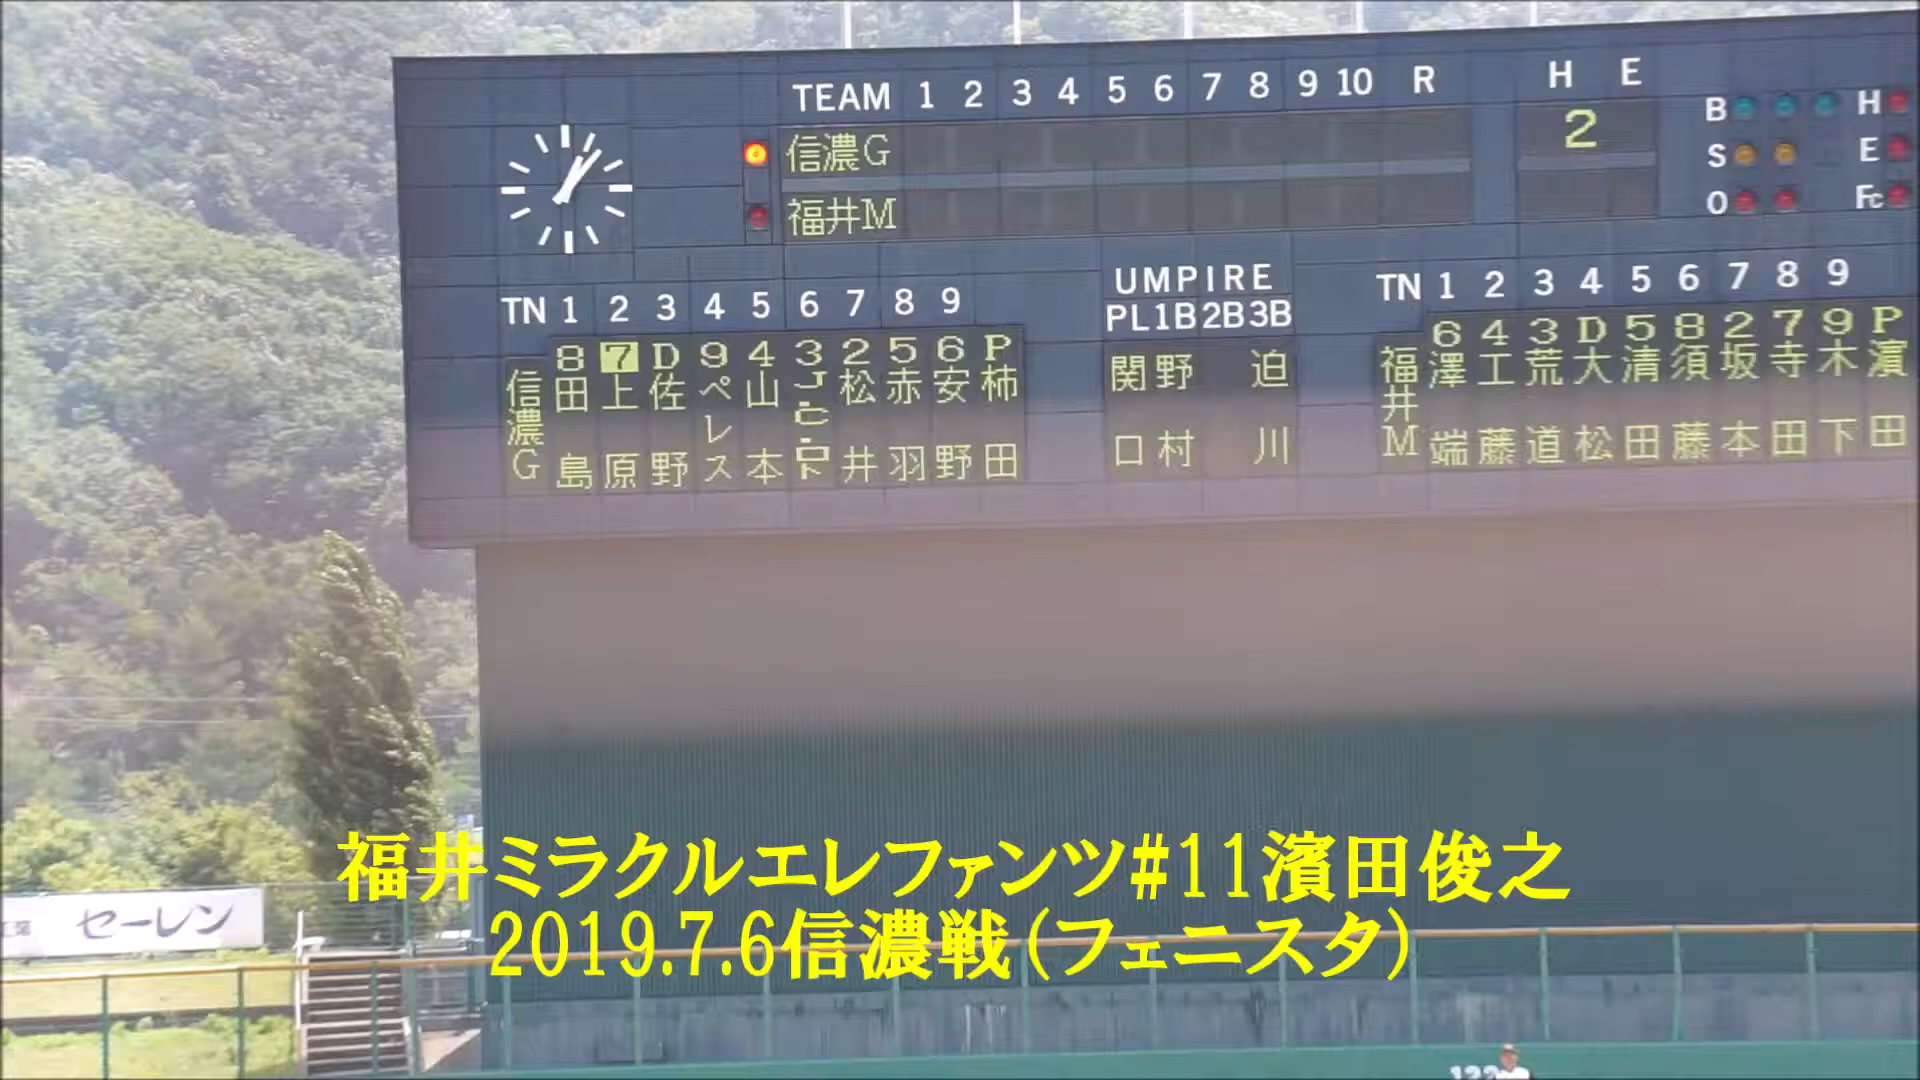 TEAM 1 2 3 4 5 6 7 8 9 10 R H E
信濃G 2
福井M
B H
S E
O Fc
TN 1 2 3 4 5 6 7 8 9
8 7 D 9 4 3 2 5 6 P
信濃G 田島 上原 佐野 ペレス 山本 松井 赤羽 安野 柿田
UMPIRE
PL 1B 2B 3B
関口 野村 迫川
TN 1 2 3 4 5 6 7 8 9
6 4 3 D 5 8 2 7 9 P
福井M 澤端 工藤 荒道 大松 清田 須藤 坂本 寺田 木下 濱田
福井ミラクルエレファンツ#11濱田俊之
2019.7.6信濃戦(フェニスタ)
セーレン
122